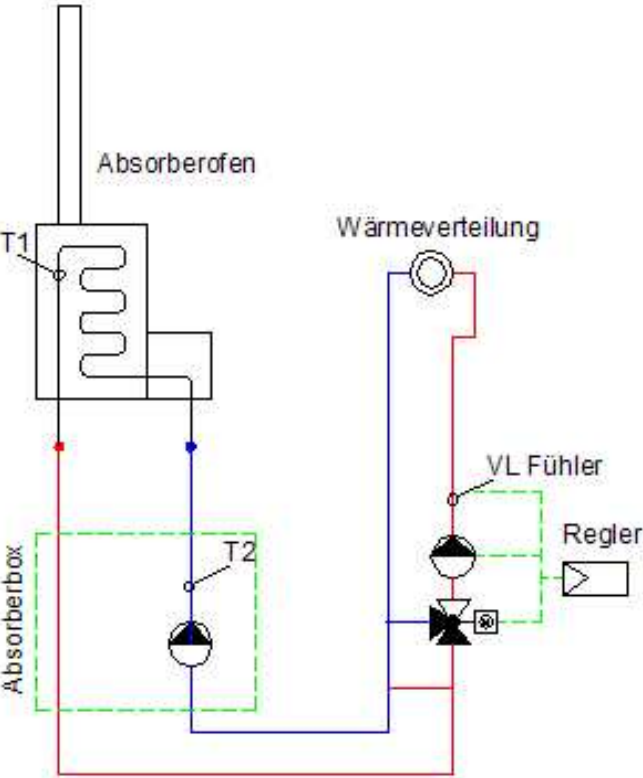 Absorberofen
T1
Wärmeverteilung
VL Fühler
Regler
T2
Absorberbox